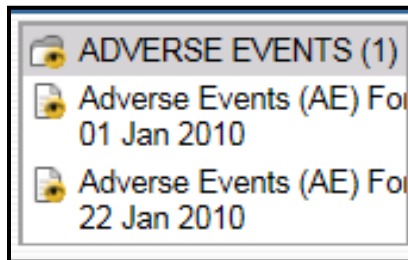 ADVERSE EVENTS (1)
Adverse Events (AE) For
01 Jan 2010
Adverse Events (AE) For
22 Jan 2010